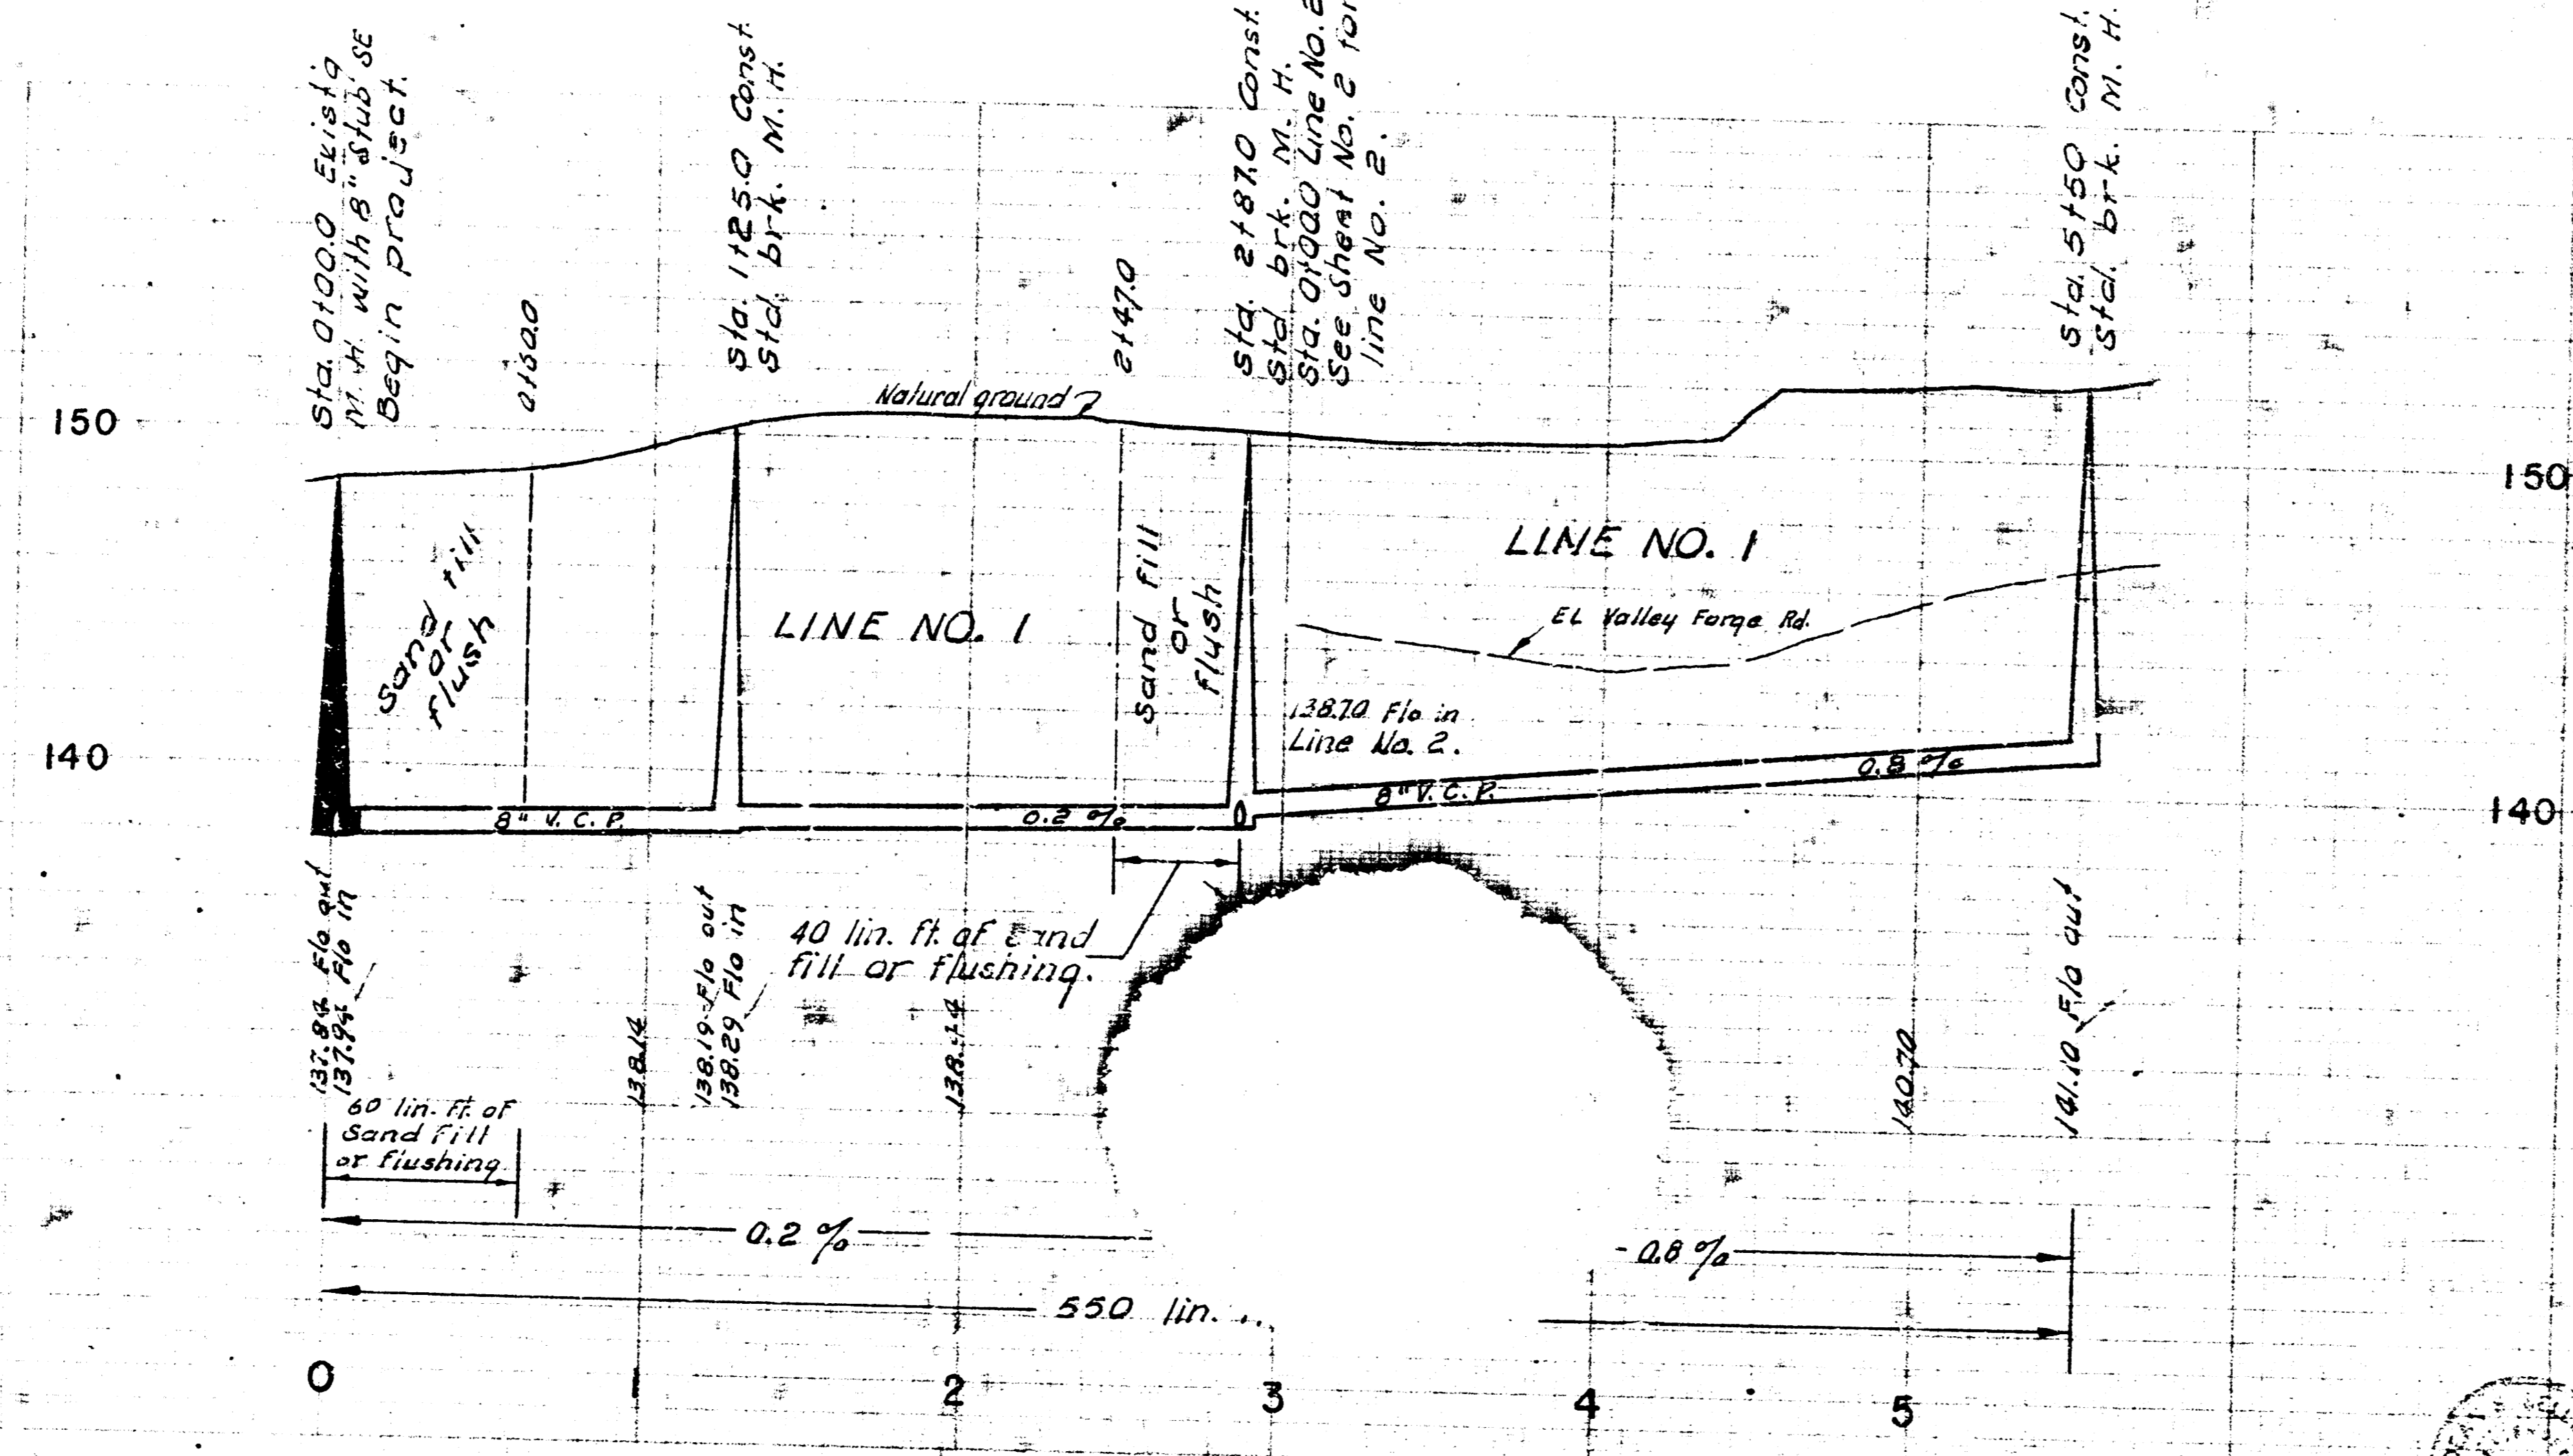 Sta. 0+00.0 Exist'g
M.H. with 8" Stub SE
Begin project.
0+60.0
Sta. 1+25.0 Const.
Std. brk. M.H.
2+47.0
Sta. 2+87.0 Const.
Std. brk. M.H.
Sta. 0+00.0 Line No. 2
See Sheet No. 2 for
line No. 2.
Sta. 5+50 Const.
Std. brk. M.H.
Natural ground
150
150
Sand fill
or
flush
LINE NO. 1
Sand fill
or
flush
LINE NO. 1
EL Valley Forge Rd.
138.70 Flo in
Line No. 2.
140
140
8" V.C.P.
0.2 %
8" V.C.P.
0.8 %
137.84 Flo out
137.94 Flo in
138.14
138.19 Flo out
138.29 Flo in
40 lin. ft. of Sand
fill or flushing.
138.44
140.70
141.10 Flo out
60 lin. ft. of
Sand Fill
or flushing
0.2 %
0.8 %
550 lin.
0
2
3
4
5